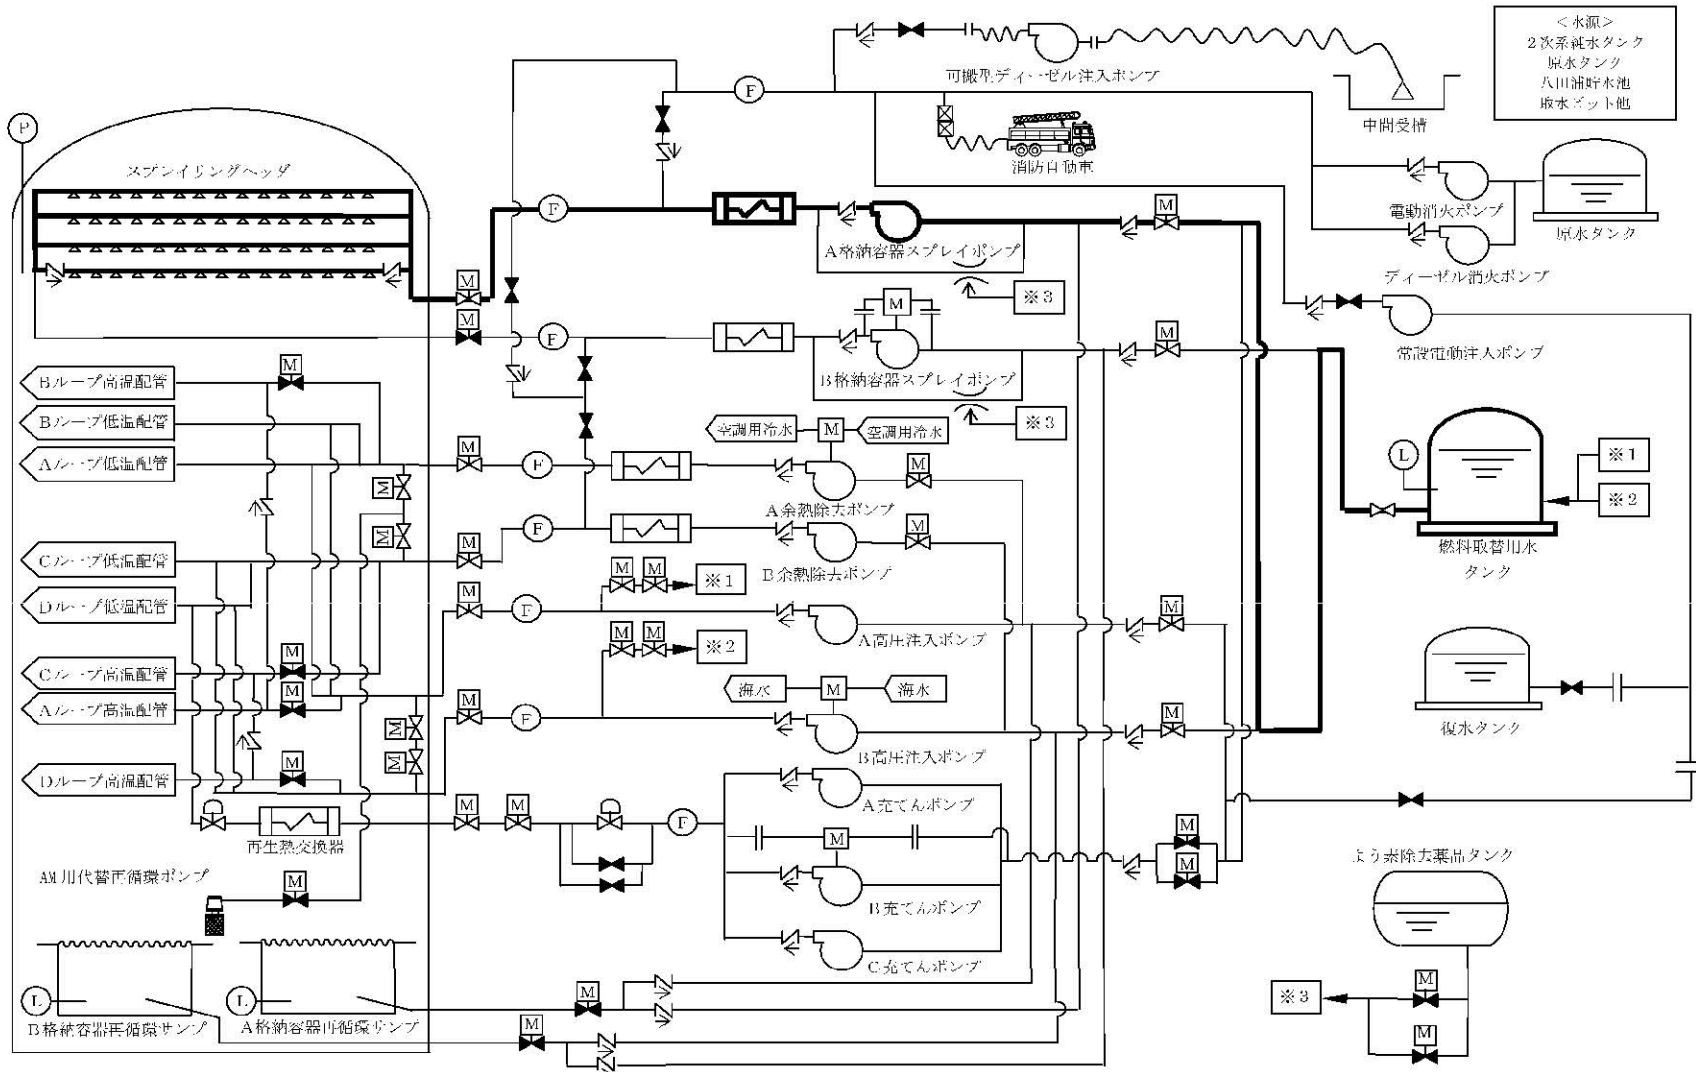 <水源>
2次系純水タンク
原水タンク
八田浦貯水池
取水ピット他
可搬型ディーゼル注入ポンプ
中間受槽
消防自動車
P
F
スプレイリングヘッダ
M
F
M
電動消火ポンプ
原水タンク
A格納容器スプレイポンプ
ディーゼル消火ポンプ
※3
M
M
F
M
M
常設電動注入ポンプ
B格納容器スプレイポンプ
Bループ高温配管
M
※3
Bループ低温配管
空調用冷水
M
空調用冷水
Aループ低温配管
M
F
M
L
※1
※2
M
A余熱除去ポンプ
M
M
F
M
燃料取替用水
タンク
Cループ低温配管
B余熱除去ポンプ
M
M
※1
Dループ低温配管
M
F
M
A高圧注入ポンプ
M
M
※2
Cループ高温配管
M
海水
M
海水
Aループ高温配管
M
M
F
M
復水タンク
M
B高圧注入ポンプ
Dループ高温配管
M
M
A充てんポンプ
M
M
F
再生熱交換器
M
M
M
よう素除去薬品タンク
AM用代替再循環ポンプ
M
B充てんポンプ
C充てんポンプ
L
L
M
M
※3
B格納容器再循環サンプ
A格納容器再循環サンプ
M
M